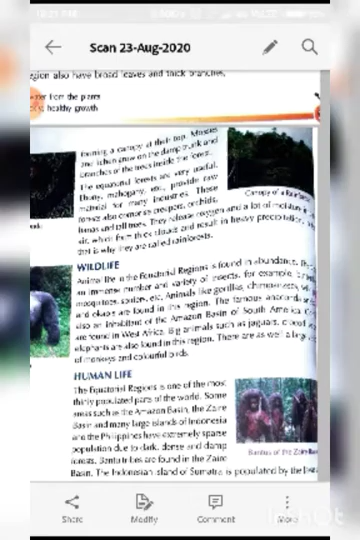 Scan 23-Aug-2020
egion also have broad leaves and thick branches,
water from the plants
healthy growth
forming a canopy at their top. Mosses
and lichen grow on the damp trunk and
branches of the trees inside the forest.
The equatorial forests are very useful.
Ebony, mahogany, etc., provide raw
material for many industries. These
forests also comprise creepers, orchids,
lianas and tall trees. They release oxygen and a lot of moisture in
air, which form thick clouds and result in heavy precipitation.
that is why they are called rainforests.
Canopy of a Rainforest
WILDLIFE
Animal life in the Equatorial Regions is found in abundance.
an immense number and variety of insects, for example
mosquitoes, spiders, etc. Animals like gorillas, chimpanzees,
and okapis are found in this region. The famous anaconda
also an inhabitant of the Amazon Basin of South America.
are found in West Africa. Big animals such as jaguars,
elephants are also found in this region. There are as well a large
of monkeys and colourful birds.
HUMAN LIFE
The Equatorial Regions is one of the most
thinly populated parts of the world. Some
areas such as the Amazon Basin, the Zaire
Basin and many large islands of Indonesia
and the Philippines have extremely sparse
population due to dark, dense and damp
forests. Bantu tribes are found in the Zaire
Basin. The Indonesian island of Sumatra is populated by the
Bantus of the Zaire Ba
Share
Modify
Comment
More